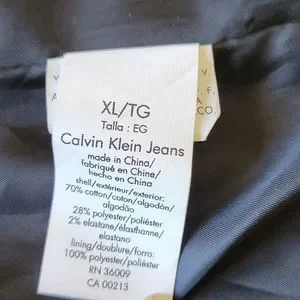 XL/TG
Talla : EG
Calvin Klein Jeans
made in China/
fabriqué en Chine/
hecho en China
shell/extérieur/exterior:
70% cotton/coton/algodón/
algodão
28% polyester/poliéster
2% elastane/élasthanne/
elastano
lining/doublure/forro:
100% polyester/poliéster
RN 36009
CA 00213